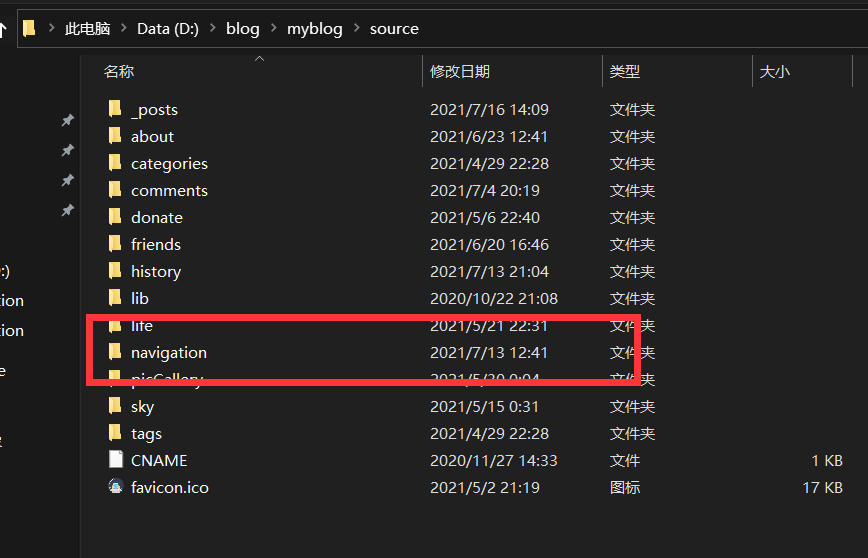 此电脑 > Data (D:) > blog > myblog > source
名称 修改日期 类型 大小
_posts 2021/7/16 14:09 文件夹
about 2021/6/23 12:41 文件夹
categories 2021/4/29 22:28 文件夹
comments 2021/7/4 20:19 文件夹
donate 2021/5/6 22:40 文件夹
friends 2021/6/20 16:46 文件夹
:) history 2021/7/13 21:04 文件夹
tion lib 2020/10/22 21:08 文件夹
tion life 2021/5/21 22:31 文件夹
navigation 2021/7/13 12:41 文件夹
e picGallery 2021/5/30 0:04 文件夹
sky 2021/5/15 0:31 文件夹
tags 2021/4/29 22:28 文件夹
CNAME 2020/11/27 14:33 文件 1 KB
favicon.ico 2021/5/2 21:19 图标 17 KB